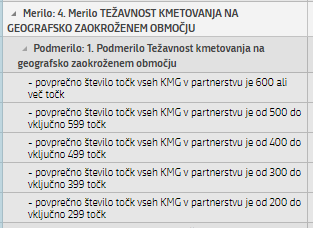 Merilo: 4. Merilo TEŽAVNOST KMETOVANJA NA
GEOGRAFSKO ZAOKROŽENEM OBMOČJU
Podmerilo: 1. Podmerilo Težavnost kmetovanja na
geografsko zaokroženem območju
- povprečno število točk vseh KMG v partnerstvu je 600 ali
več točk
- povprečno število točk vseh KMG v partnerstvu je od 500 do
vključno 599 točk
- povprečno število točk vseh KMG v partnerstvu je od 400 do
vključno 499 točk
- povprečno število točk vseh KMG v partnerstvu je od 300 do
vključno 399 točk
- povprečno število točk vseh KMG v partnerstvu je od 200 do
vključno 299 točk